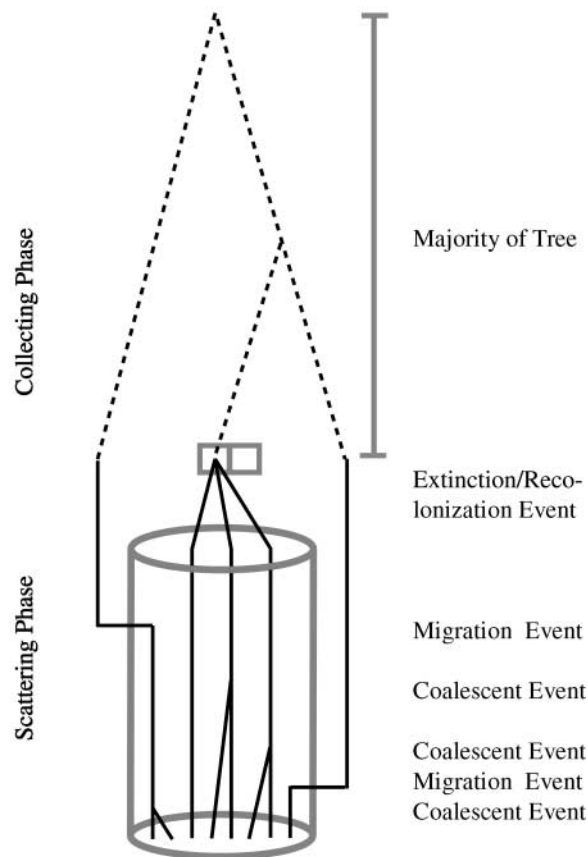 Collecting Phase
Majority of Tree
Extinction/Reco-
lonization Event
Scattering Phase
Migration Event
Coalescent Event
Coalescent Event
Migration Event
Coalescent Event